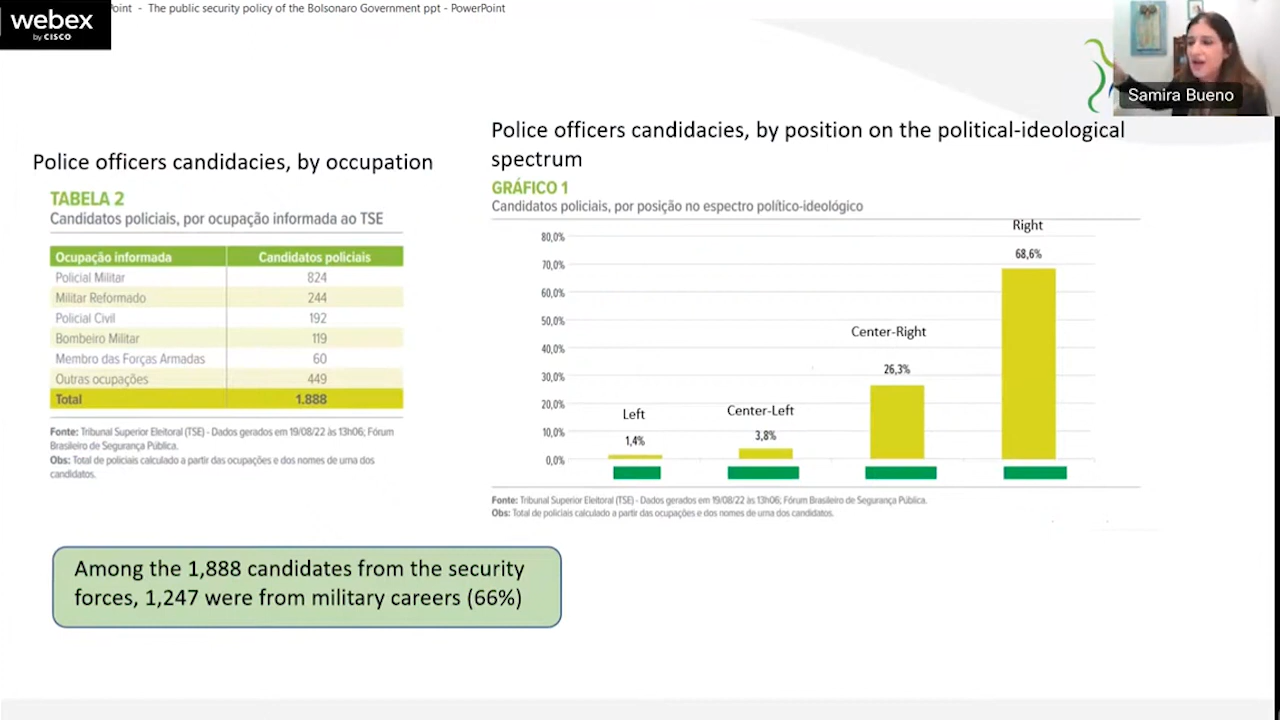 Point - The public security policy of the Bolsonaro Government ppt - PowerPoint
webex
by CISCO
Samira Bueno
Police officers candidacies, by occupation
TABELA 2
Candidatos policiais, por ocupação informada ao TSE
Ocupação informada Candidatos policiais
Policial Militar 824
Militar Reformado 244
Policial Civil 192
Bombeiro Militar 119
Membro das Forças Armadas 60
Outras ocupações 449
Total 1.888
Fonte: Tribunal Superior Eleitoral (TSE) - Dados gerados em 19/08/22 às 13h06; Fórum
Brasileiro de Segurança Pública.
Obs: Total de policiais calculado a partir das ocupações e dos nomes de urna dos
candidatos.
Police officers candidacies, by position on the political-ideological
spectrum
GRÁFICO 1
Candidatos policiais, por posição no espectro político-ideológico
80,0%
70,0%
60,0%
50,0%
40,0%
30,0%
20,0%
10,0%
0,0%
Left
1,4%
Center-Left
3,8%
Center-Right
26,3%
Right
68,6%
Fonte: Tribunal Superior Eleitoral (TSE) - Dados gerados em 19/08/22 às 13h06; Fórum Brasileiro de Segurança Pública.
Obs: Total de policiais calculado a partir das ocupações e dos nomes de urna dos candidatos.
Among the 1,888 candidates from the security
forces, 1,247 were from military careers (66%)